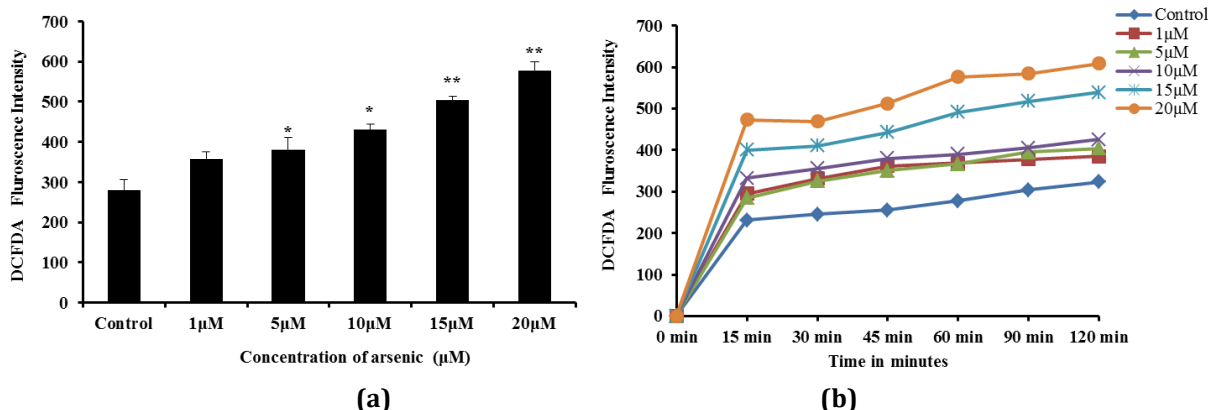 700
600
500
400
300
200
100
0
DCFDA Fluroscence Intensity
*
*
**
**
Control 1µM 5µM 10µM 15µM 20µM
Concentration of arsenic (µM)
(a)
Control
1µM
5µM
10µM
15µM
20µM
700
600
500
400
300
200
100
0
DCFDA Fluroscence Intensity
0 min 15 min 30 min 45 min 60 min 90 min 120 min
Time in minutes
(b)